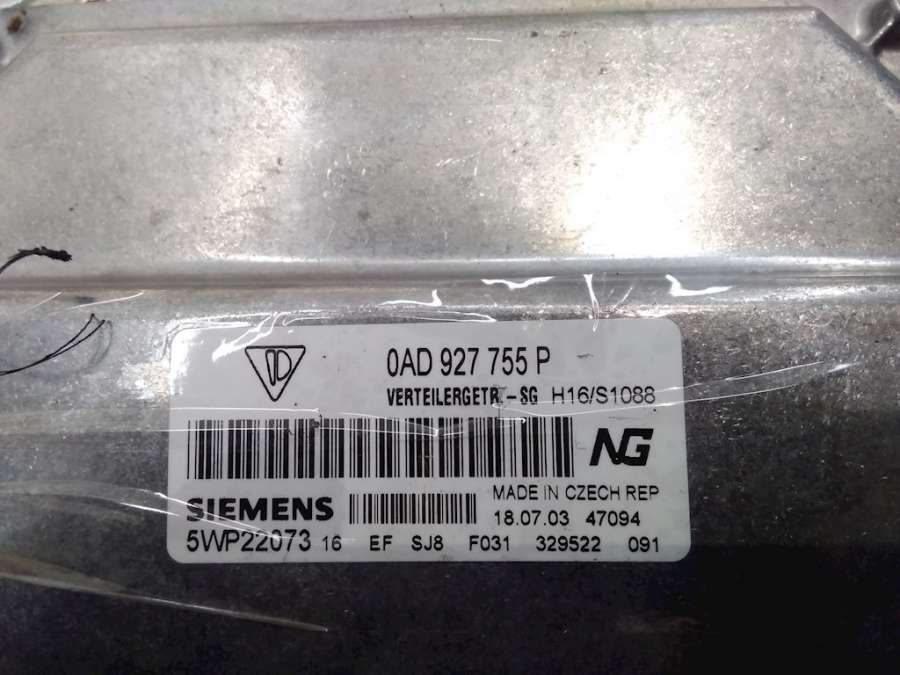 0AD 927 755 P
VERTEILERGETR.-SG H16/S1088
NG
SIEMENS MADE IN CZECH REP
18.07.03 47094
5WP22073 16 EF SJ8 F031 329522 091